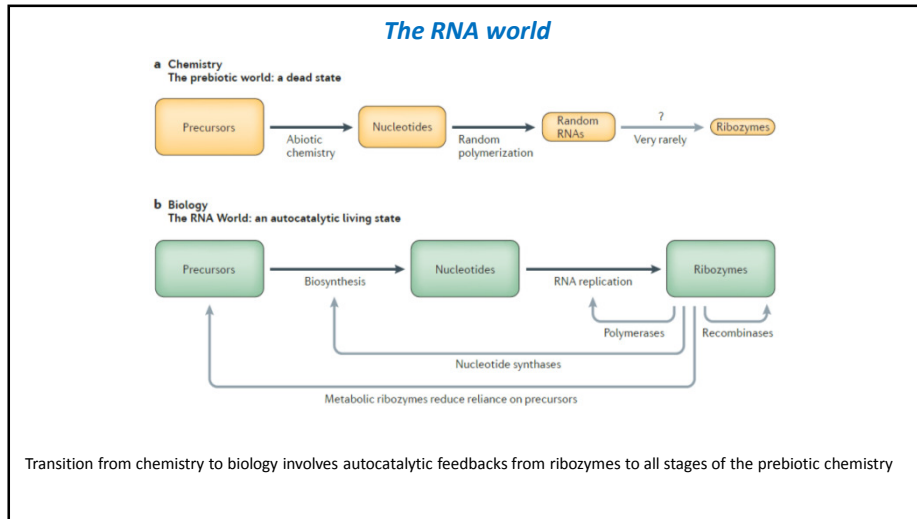 The RNA world
a Chemistry
The prebiotic world: a dead state
Precursors
Abiotic
chemistry
Nucleotides
Random
polymerization
Random
RNAs
?
Very rarely
Ribozymes
b Biology
The RNA World: an autocatalytic living state
Precursors
Biosynthesis
Nucleotides
RNA replication
Ribozymes
Polymerases
Recombinases
Nucleotide synthases
Metabolic ribozymes reduce reliance on precursors
Transition from chemistry to biology involves autocatalytic feedbacks from ribozymes to all stages of the prebiotic chemistry